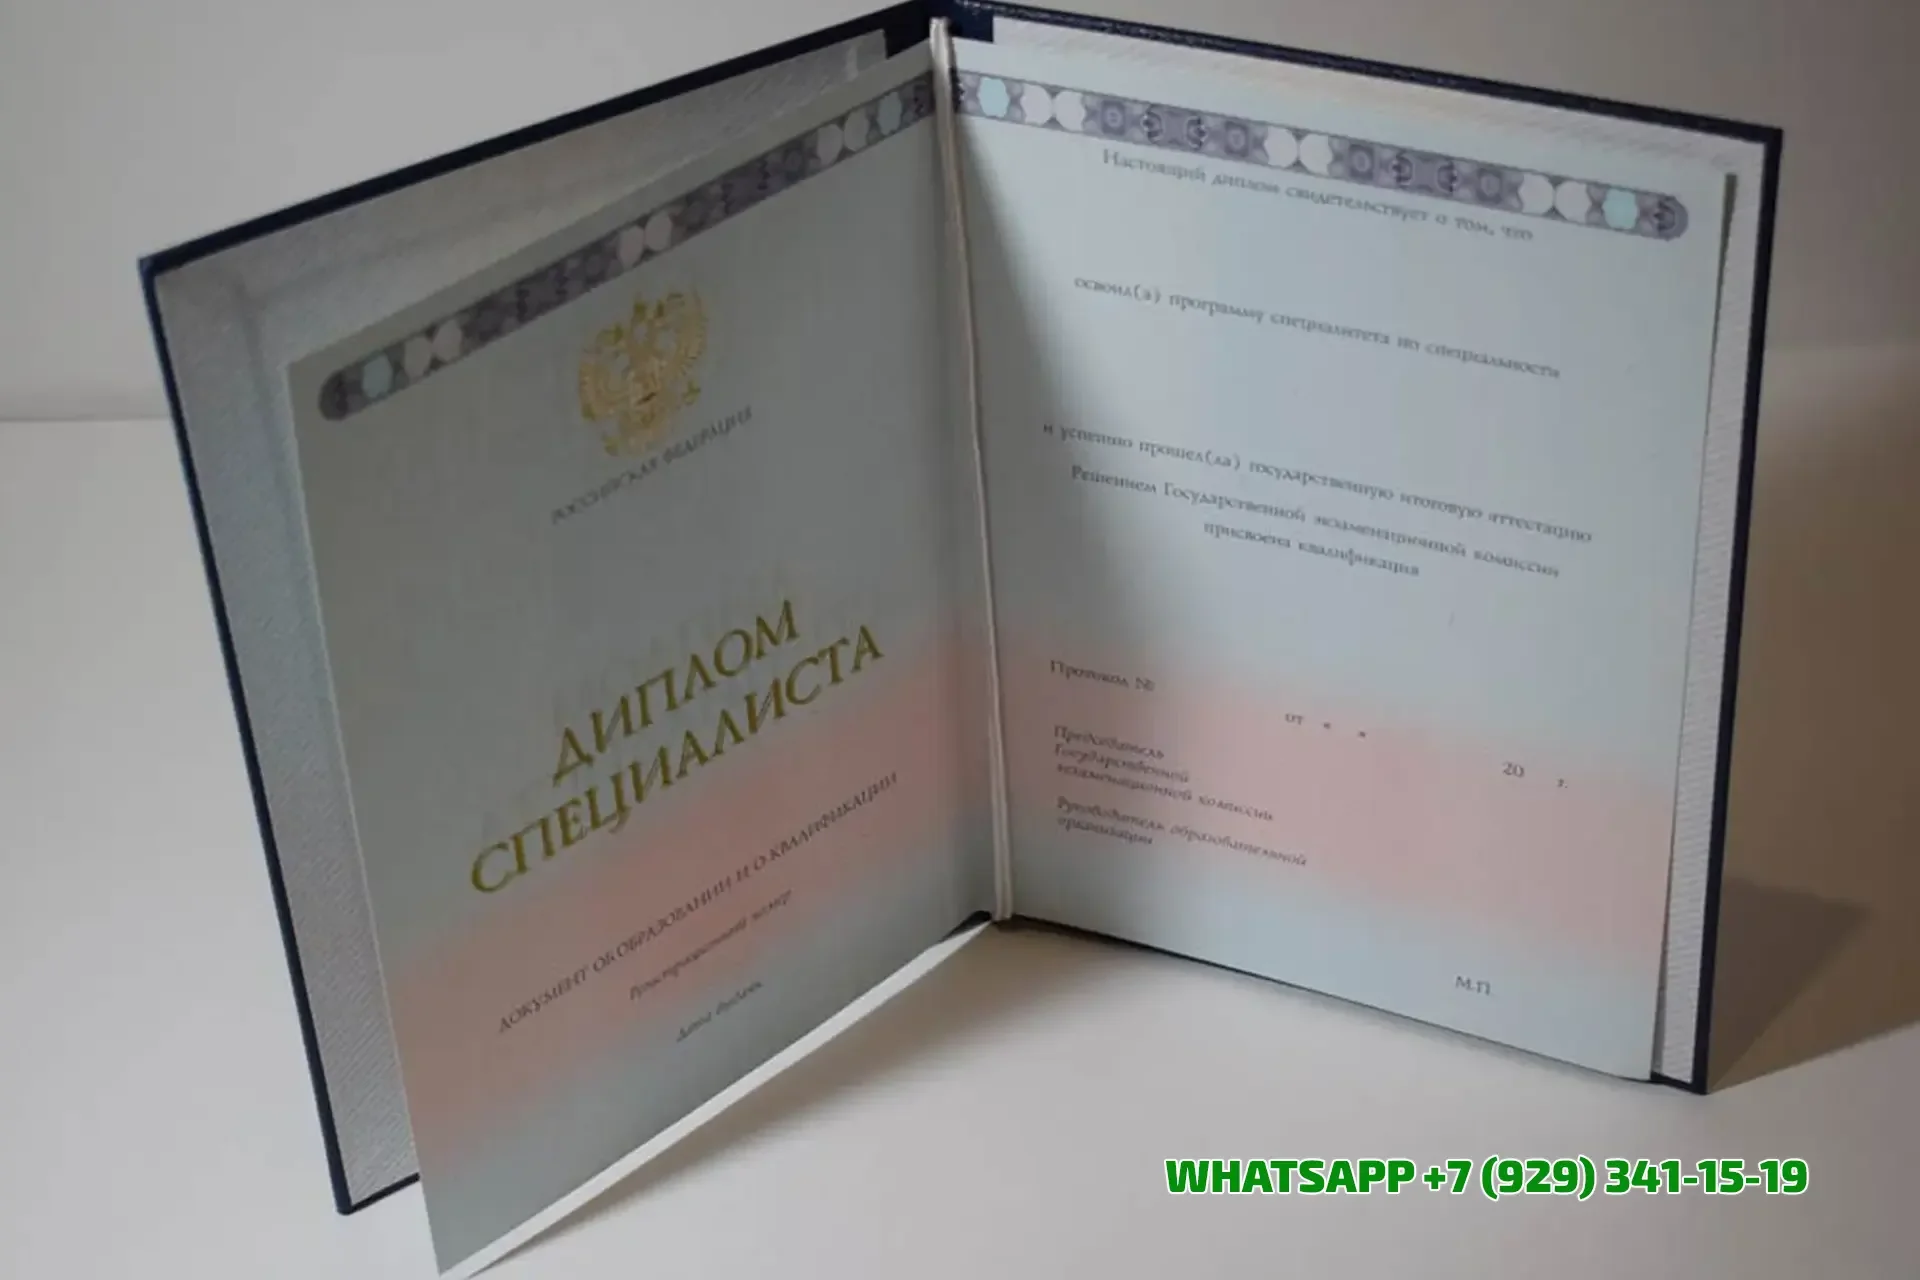 РОССИЙСКАЯ ФЕДЕРАЦИЯ
ДИПЛОМ
СПЕЦИАЛИСТА
ДОКУМЕНТ ОБ ОБРАЗОВАНИИ И О КВАЛИФИКАЦИИ
Регистрационный номер
Дата выдачи
Настоящий диплом свидетельствует о том, что
освоил(а) программу специалитета по специальности
и успешно прошел(ла) государственную итоговую аттестацию
Решением Государственной экзаменационной комиссии
присвоена квалификация
Протокол №
от « »
20 г.
Председатель
Государственной
экзаменационной комиссии
Руководитель образовательной
организации
М.П.
WHATSAPP +7 (929) 341-15-19